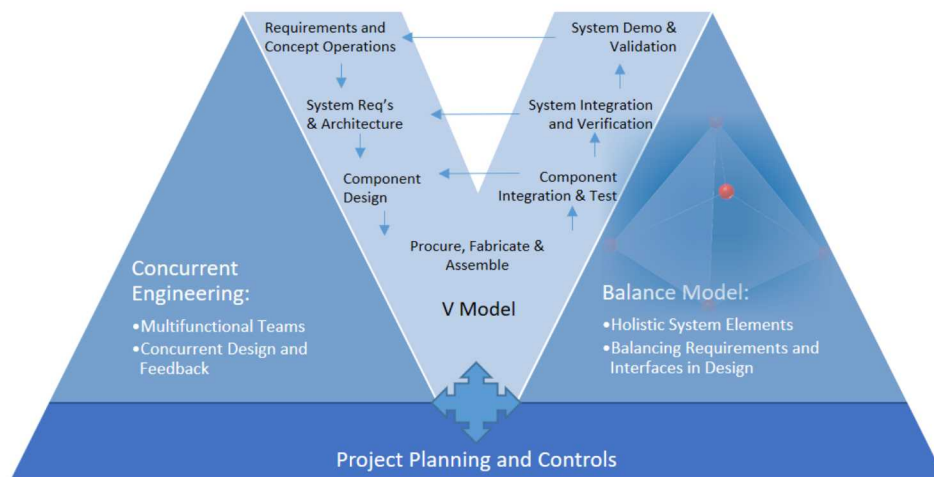 Requirements and
Concept Operations
System Req's
& Architecture
Component
Design
Procure, Fabricate &
Assemble
Component
Integration & Test
System Integration
and Verification
System Demo &
Validation
V Model
Concurrent
Engineering:
•Multifunctional Teams
•Concurrent Design and
Feedback
Balance Model:
•Holistic System Elements
•Balancing Requirements and
Interfaces in Design
Project Planning and Controls